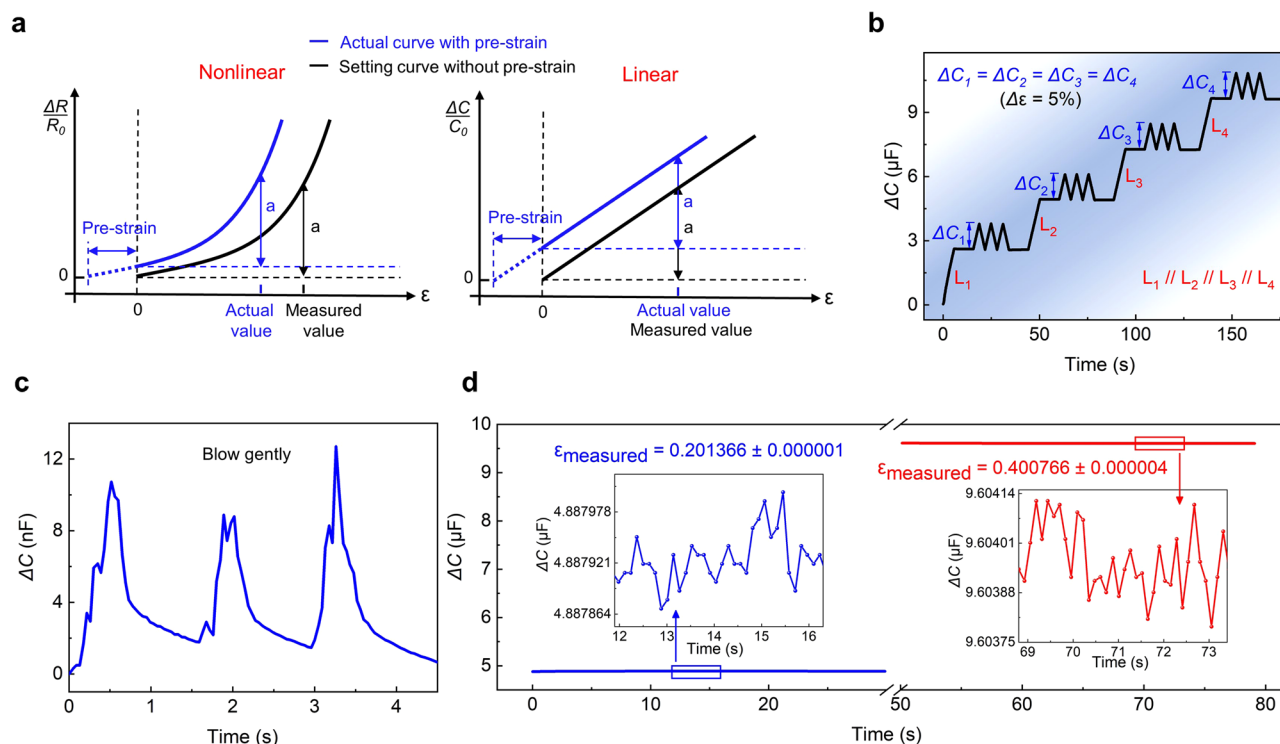 a
Actual curve with pre-strain
Setting curve without pre-strain
Nonlinear
Linear
ΔR
R0
Pre-strain
a
a
0
0
ε
Actual
value
Measured
value
ΔC
C0
Pre-strain
a
a
0
0
ε
Actual value
Measured value
b
ΔC1 = ΔC2 = ΔC3 = ΔC4
(Δε = 5%)
ΔC1
ΔC2
ΔC3
ΔC4
L1
L2
L3
L4
L1 // L2 // L3 // L4
ΔC (μF)
9
6
3
0
0 50 100 150
Time (s)
c
Blow gently
ΔC (nF)
12
8
4
0
0 1 2 3 4
Time (s)
d
ΔC (μF)
10
9
8
7
6
5
εmeasured = 0.201366 ± 0.000001
ΔC (μF)
4.887978
4.887921
4.887864
12 13 14 15 16
Time (s)
εmeasured = 0.400766 ± 0.000004
ΔC (μF)
9.60414
9.60401
9.60388
9.60375
69 70 71 72 73
Time (s)
0 10 20 50 50 60 70 80
Time (s)